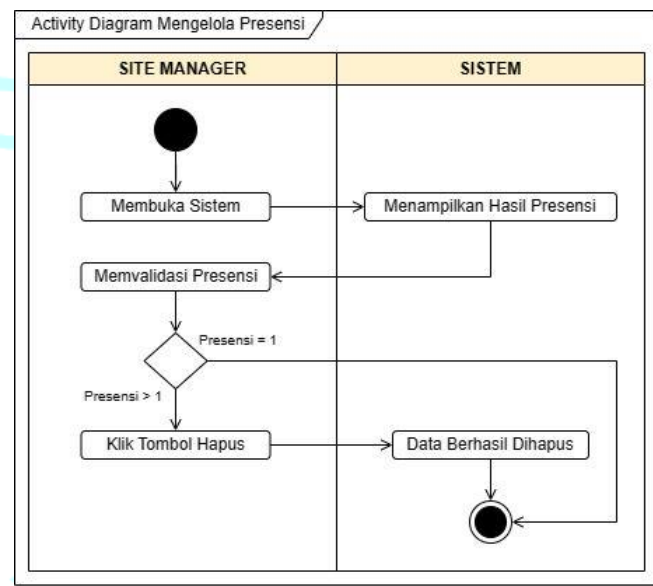 Activity Diagram Mengelola Presensi
SITE MANAGER
SISTEM
Membuka Sistem
Menampilkan Hasil Presensi
Memvalidasi Presensi
Presensi = 1
Presensi > 1
Klik Tombol Hapus
Data Berhasil Dihapus